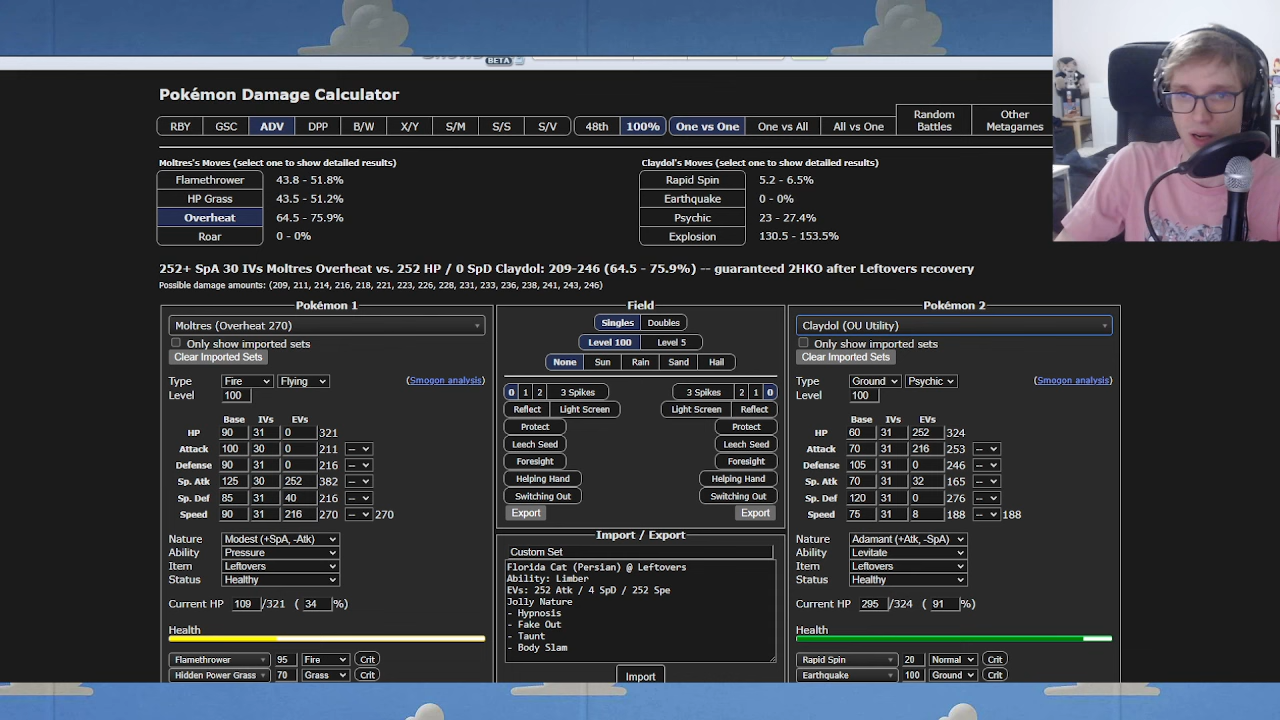 BETA
Pokémon Damage Calculator
RBY GSC ADV DPP B/W X/Y S/M S/S S/V 48th 100% One vs One One vs All All vs One Random Battles Other Metagames
Moltres's Moves (select one to show detailed results)
Flamethrower 43.8 - 51.8%
HP Grass 43.5 - 51.2%
Overheat 64.5 - 75.9%
Roar 0 - 0%
Claydol's Moves (select one to show detailed results)
Rapid Spin 5.2 - 6.5%
Earthquake 0 - 0%
Psychic 23 - 27.4%
Explosion 130.5 - 153.5%
252+ SpA 30 IVs Moltres Overheat vs. 252 HP / 0 SpD Claydol: 209-246 (64.5 - 75.9%) -- guaranteed 2HKO after Leftovers recovery
Possible damage amounts: (209, 211, 214, 216, 218, 221, 223, 226, 228, 231, 233, 236, 238, 241, 243, 246)
Pokémon 1
Moltres (Overheat 270)
Only show imported sets
Clear Imported Sets
Type Fire Flying (Smogon analysis)
Level 100
Base IVs EVs
HP 90 31 0 321
Attack 100 30 0 211 --
Defense 90 31 0 216 --
Sp. Atk 125 30 252 382 --
Sp. Def 85 31 40 216 --
Speed 90 31 216 270 -- 270
Nature Modest (+SpA, -Atk)
Ability Pressure
Item Leftovers
Status Healthy
Current HP 109 /321 ( 34 %)
Health
Flamethrower 95 Fire Crit
Hidden Power Grass 70 Grass Crit
Field
Singles Doubles
Level 100 Level 5
None Sun Rain Sand Hail
0 1 2 3 Spikes 3 Spikes 2 1 0
Reflect Light Screen Light Screen Reflect
Protect Protect
Leech Seed Leech Seed
Foresight Foresight
Helping Hand Helping Hand
Switching Out Switching Out
Export Export
Import / Export
Custom Set
Florida Cat (Persian) @ Leftovers
Ability: Limber
EVs: 252 Atk / 4 SpD / 252 Spe
Jolly Nature
- Hypnosis
- Fake Out
- Taunt
- Body Slam
Import
Pokémon 2
Claydol (OU Utility)
Only show imported sets
Clear Imported Sets
Type Ground Psychic (Smogon analysis)
Level 100
Base IVs EVs
HP 60 31 252 324
Attack 70 31 216 253 --
Defense 105 31 0 246 --
Sp. Atk 70 31 32 165 --
Sp. Def 120 31 0 276 --
Speed 75 31 8 188 -- 188
Nature Adamant (+Atk, -SpA)
Ability Levitate
Item Leftovers
Status Healthy
Current HP 295 /324 ( 91 %)
Health
Rapid Spin 20 Normal Crit
Earthquake 100 Ground Crit